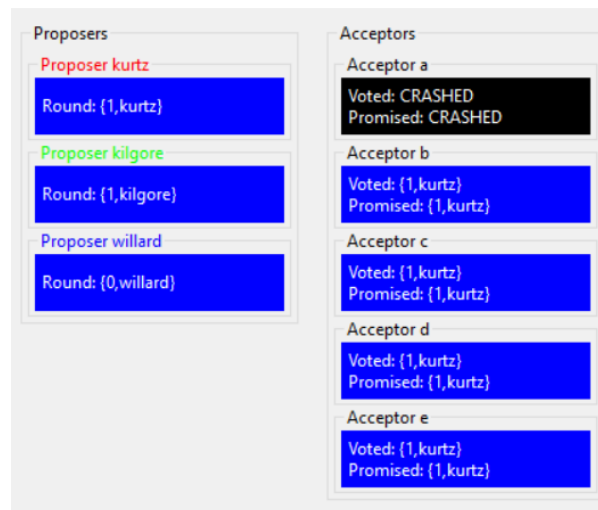 Proposers
Proposer kurtz
Round: {1,kurtz}
Proposer kilgore
Round: {1,kilgore}
Proposer willard
Round: {0,willard}
Acceptors
Acceptor a
Voted: CRASHED
Promised: CRASHED
Acceptor b
Voted: {1,kurtz}
Promised: {1,kurtz}
Acceptor c
Voted: {1,kurtz}
Promised: {1,kurtz}
Acceptor d
Voted: {1,kurtz}
Promised: {1,kurtz}
Acceptor e
Voted: {1,kurtz}
Promised: {1,kurtz}